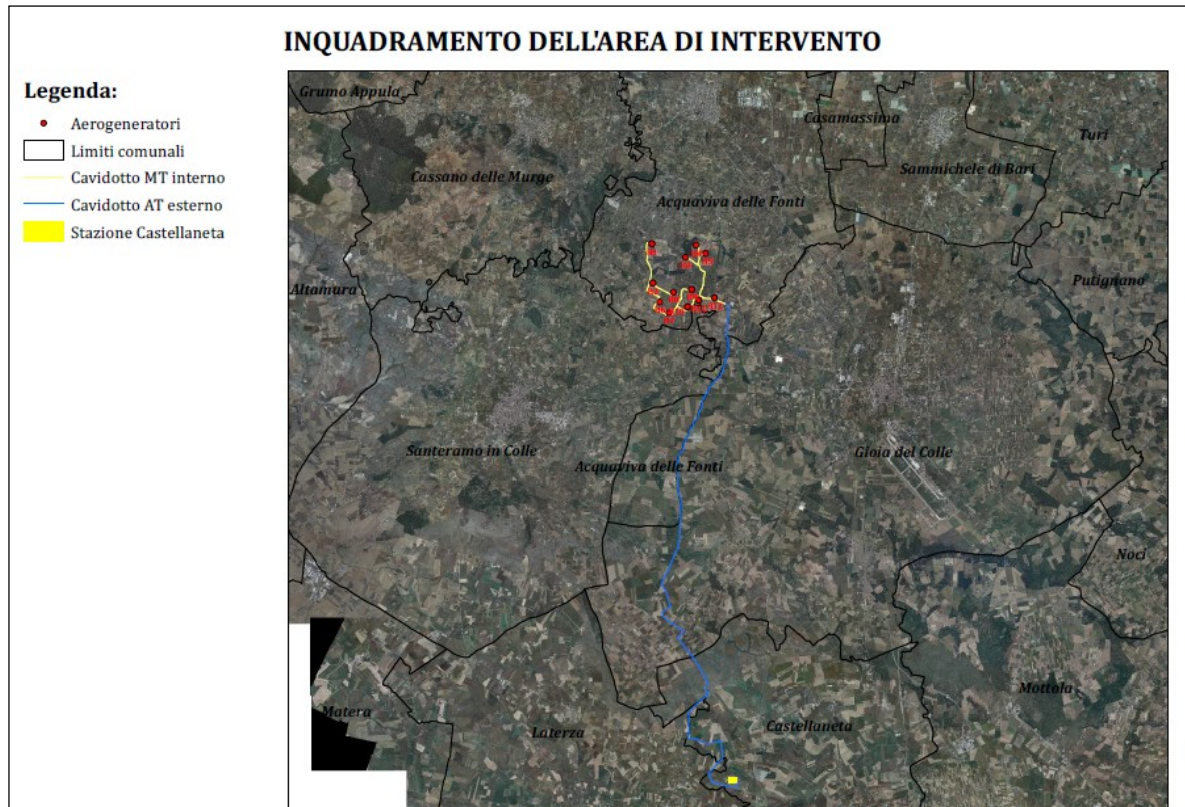 INQUADRAMENTO DELL'AREA DI INTERVENTO
Legenda:
Aerogeneratori
Limiti comunali
Cavidotto MT interno
Cavidotto AT esterno
Stazione Castellaneta
Grumo Appula
Casamassima
Turi
Sammichele di Bari
Cassano delle Murge
Acquaviva delle Fonti
Altamura
Putignano
Santeramo in Colle
Acquaviva delle Fonti
Gioia del Colle
Noci
Mottola
Matera
Laterza
Castellaneta